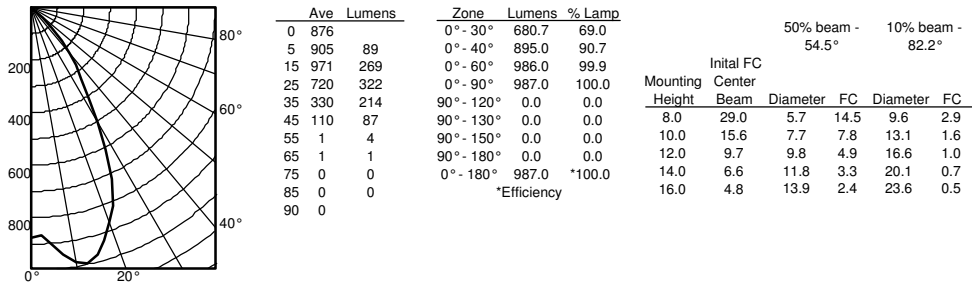 80°
60°
40°
200
400
600
800
0° 20°
Ave Lumens
0 876
5 905 89
15 971 269
25 720 322
35 330 214
45 110 87
55 1 4
65 1 1
75 0 0
85 0 0
90 0
Zone Lumens % Lamp
0°- 30° 680.7 69.0
0°- 40° 895.0 90.7
0°- 60° 986.0 99.9
0°- 90° 987.0 100.0
90°- 120° 0.0 0.0
90°- 130° 0.0 0.0
90°- 150° 0.0 0.0
90°- 180° 0.0 0.0
0°- 180° 987.0 *100.0
*Efficiency
50% beam - 10% beam -
54.5° 82.2°
Inital FC
Mounting Center
Height Beam Diameter FC Diameter FC
8.0 29.0 5.7 14.5 9.6 2.9
10.0 15.6 7.7 7.8 13.1 1.6
12.0 9.7 9.8 4.9 16.6 1.0
14.0 6.6 11.8 3.3 20.1 0.7
16.0 4.8 13.9 2.4 23.6 0.5